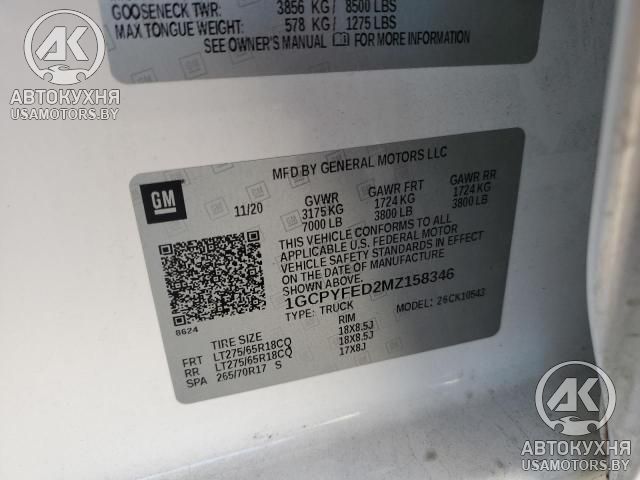 GOOSENECK TWR: 3856 KG / 8500 LBS
MAX TONGUE WEIGHT: 578 KG / 1275 LBS
SEE OWNER'S MANUAL FOR MORE INFORMATION
АК
АВТОКУХНЯ
USAMOTORS.BY
MFD BY GENERAL MOTORS LLC
GM
11/20
GVWR GAWR FRT GAWR RR
3175KG 1724 KG 1724 KG
7000 LB 3800 LB 3800 LB
THIS VEHICLE CONFORMS TO ALL
APPLICABLE U.S. FEDERAL MOTOR
VEHICLE SAFETY STANDARDS IN EFFECT
ON THE DATE OF MANUFACTURE
SHOWN ABOVE.
1GCPYFED2MZ158346
TYPE: TRUCK 26CK10543
8624
TIRE SIZE RIM
FRT LT275/65R18CQ 18X8.5J
RR LT275/65R18CQ 18X8.5J
SPA 265/70R17 S 17X8J
АК
АВТОКУХНЯ
USAMOTORS.BY